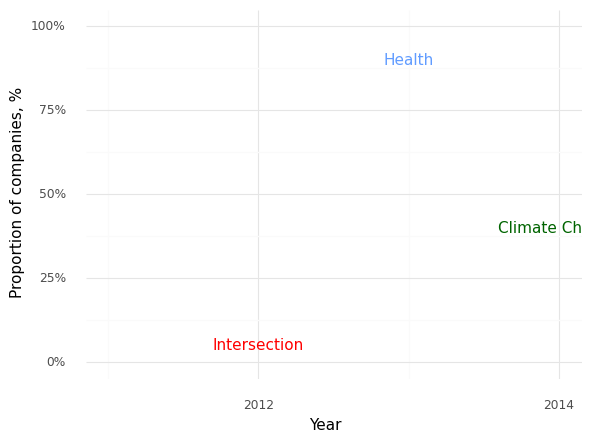 100%
Health
75%
Proportion of companies, %
50%
Climate Ch
25%
Intersection
0%
2012
2014
Year